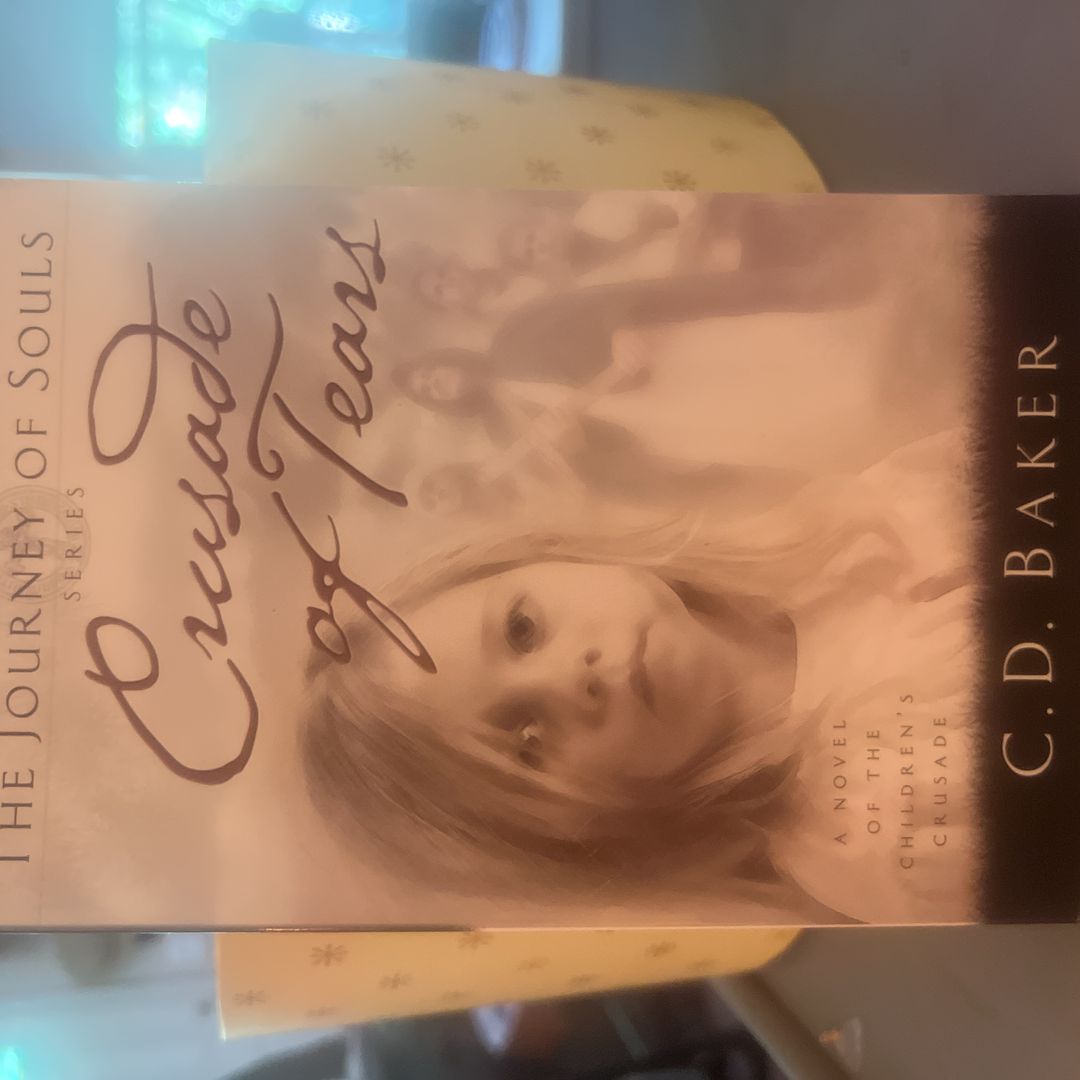 THE JOURNEY OF SOULS
SERIES
Crusade
of Tears
A NOVEL
OF THE
CHILDREN'S
CRUSADE
C.D. BAKER